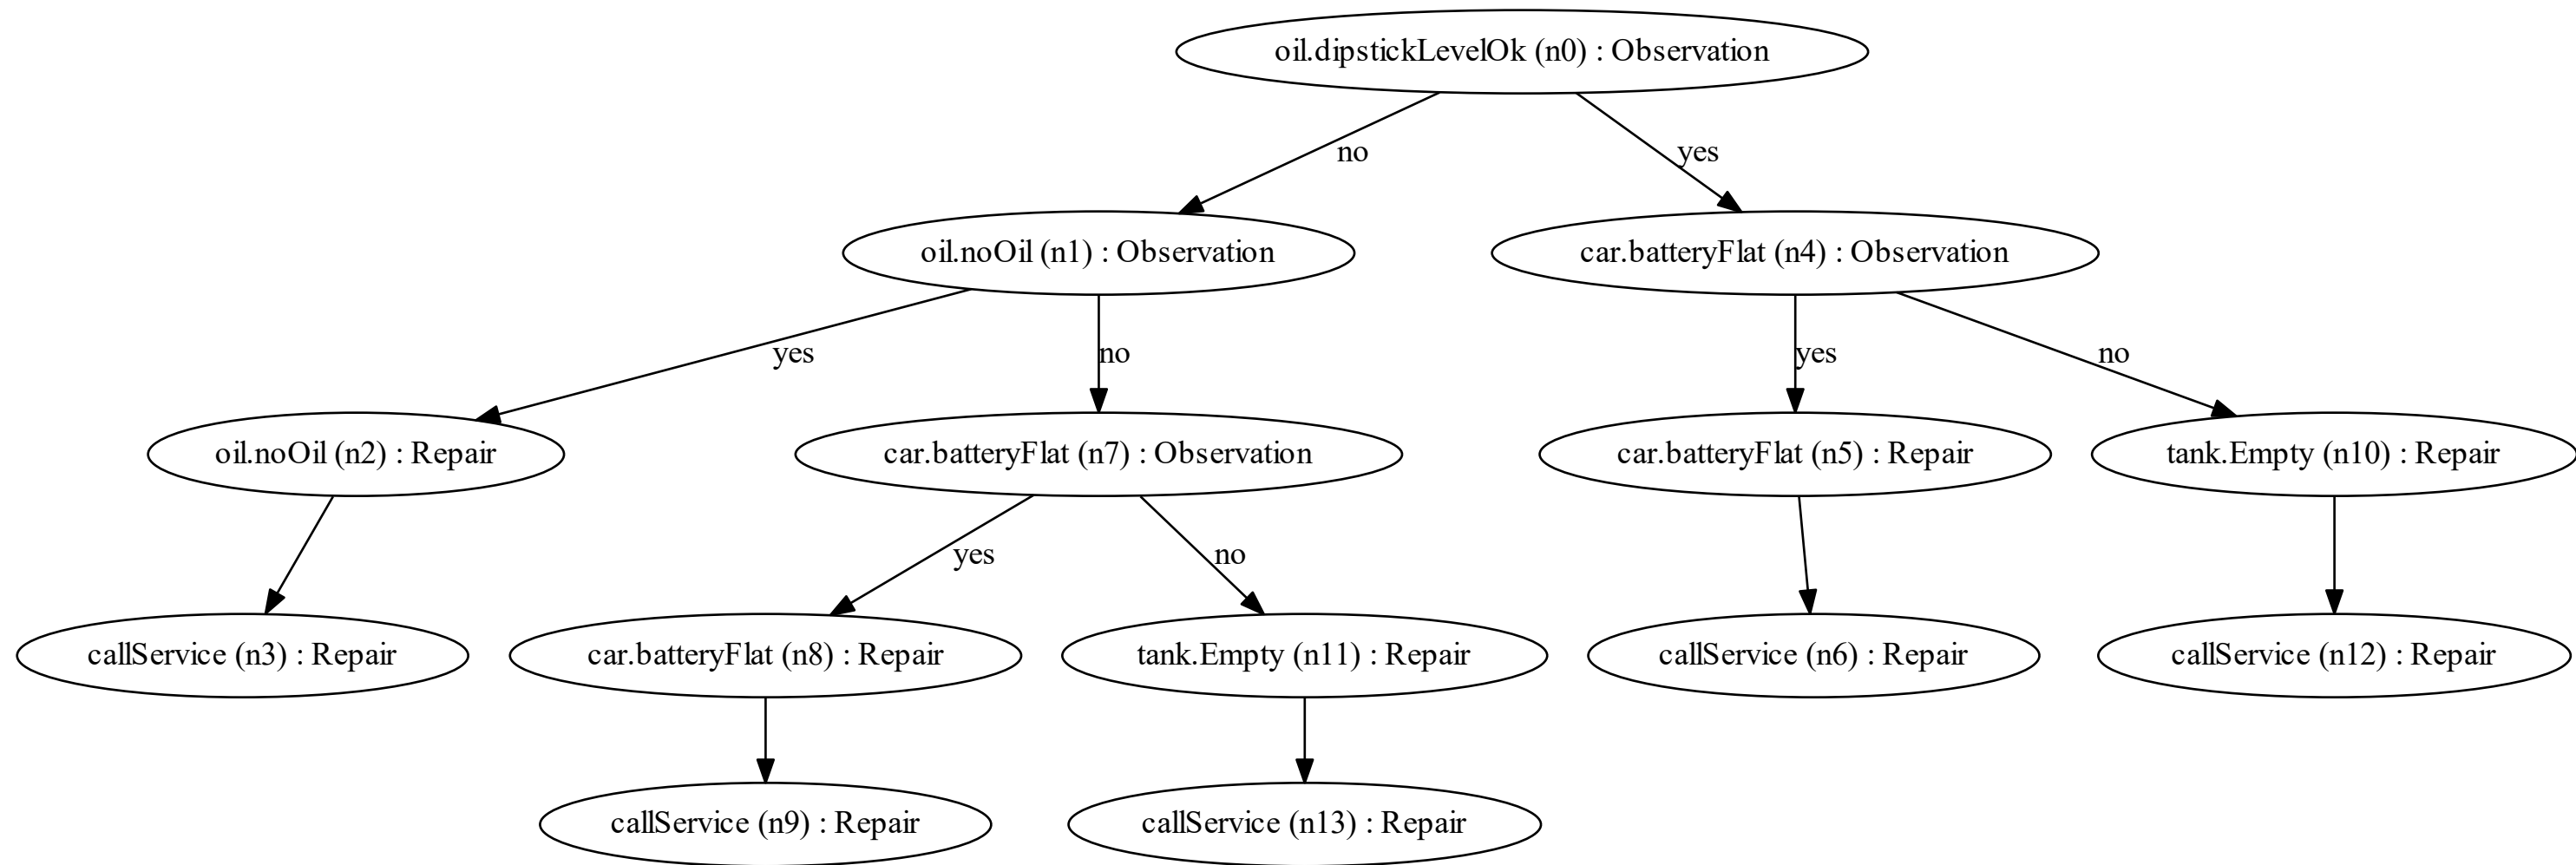 oil.dipstickLevelOk (n0) : Observation
no
yes
oil.noOil (n1) : Observation
car.batteryFlat (n4) : Observation
yes
no
yes
no
oil.noOil (n2) : Repair
car.batteryFlat (n7) : Observation
car.batteryFlat (n5) : Repair
tank.Empty (n10) : Repair
yes
no
callService (n3) : Repair
car.batteryFlat (n8) : Repair
tank.Empty (n11) : Repair
callService (n6) : Repair
callService (n12) : Repair
callService (n9) : Repair
callService (n13) : Repair